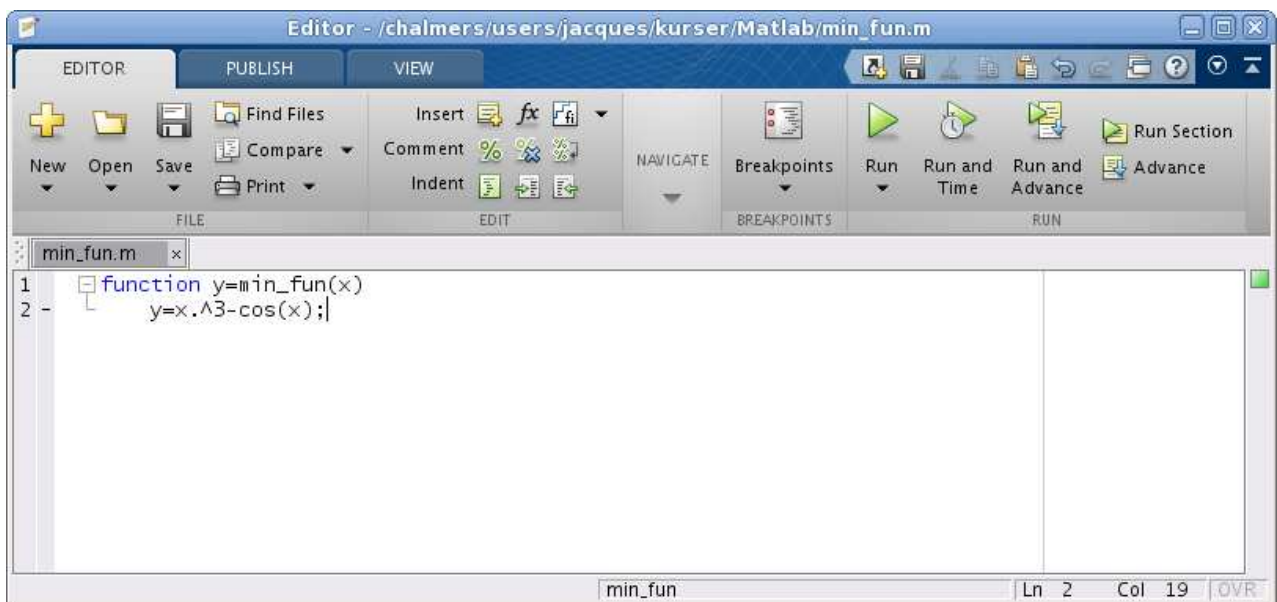 Editor - /chalmers/users/jacques/kurser/Matlab/min_fun.m
EDITOR PUBLISH VIEW
New Open Save Find Files Compare Print
FILE
Insert fx fi
Comment % %
Indent
EDIT
NAVIGATE
Breakpoints
BREAKPOINTS
Run Run and Time Run and Advance Run Section Advance
RUN
min_fun.m ×
1 function y=min_fun(x)
2 - y=x.^3-cos(x);
min_fun Ln 2 Col 19 OVR